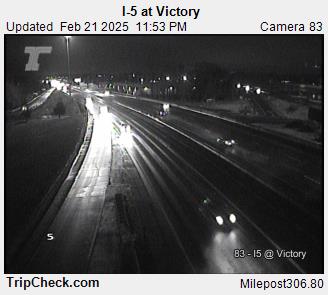 I-5 at Victory
Updated Feb 21 2025 11:53 PM Camera 83
T
S
83 - I5 @ Victory
TripCheck.com Milepost306.80